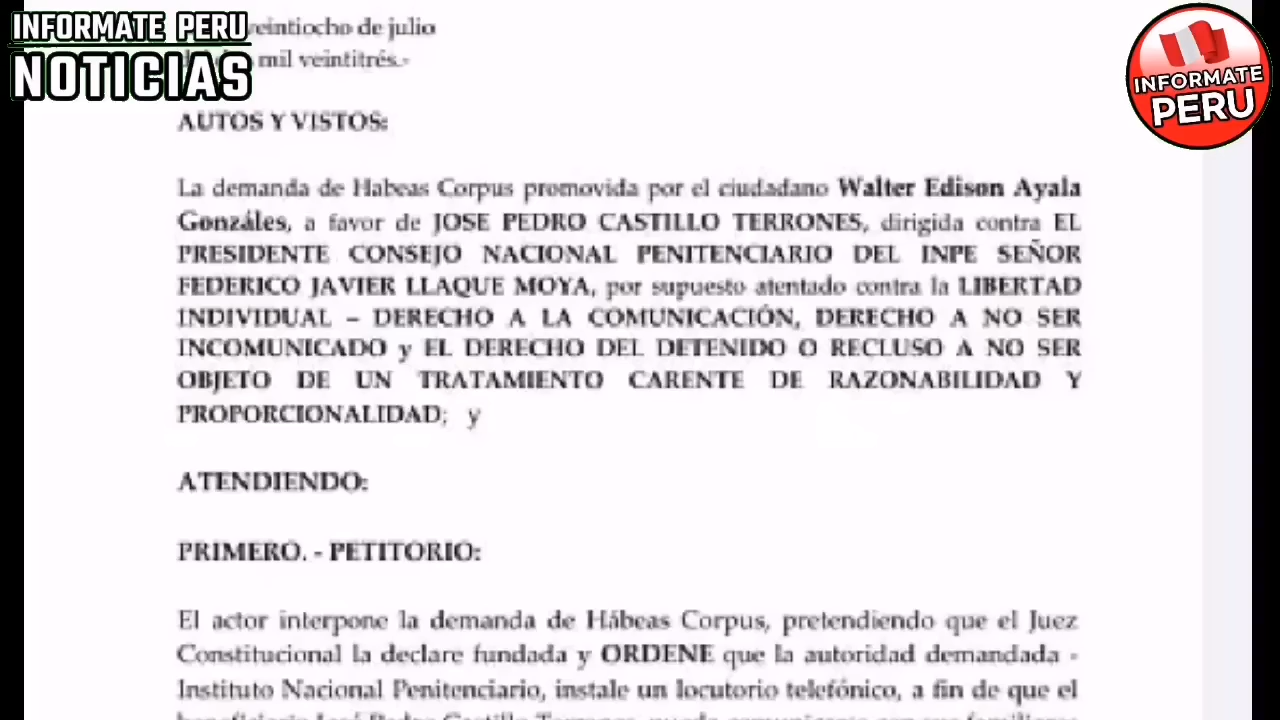 INFORMATE PERU
NOTICIAS
veintiocho de julio
mil veintitrés.-
INFORMATE
PERU
AUTOS Y VISTOS:
La demanda de Habeas Corpus promovida por el ciudadano Walter Edison Ayala
Gonzáles, a favor de JOSE PEDRO CASTILLO TERRONES, dirigida contra EL
PRESIDENTE CONSEJO NACIONAL PENITENCIARIO DEL INPE SEÑOR
FEDERICO JAVIER LLAQUE MOYA, por supuesto atentado contra la LIBERTAD
INDIVIDUAL – DERECHO A LA COMUNICACIÓN, DERECHO A NO SER
INCOMUNICADO y EL DERECHO DEL DETENIDO O RECLUSO A NO SER
OBJETO DE UN TRATAMIENTO CARENTE DE RAZONABILIDAD Y
PROPORCIONALIDAD; y
ATENDIENDO:
PRIMERO. - PETITORIO:
El actor interpone la demanda de Hábeas Corpus, pretendiendo que el Juez
Constitucional la declare fundada y ORDENE que la autoridad demandada -
Instituto Nacional Penitenciario, instale un locutorio telefónico, a fin de que el